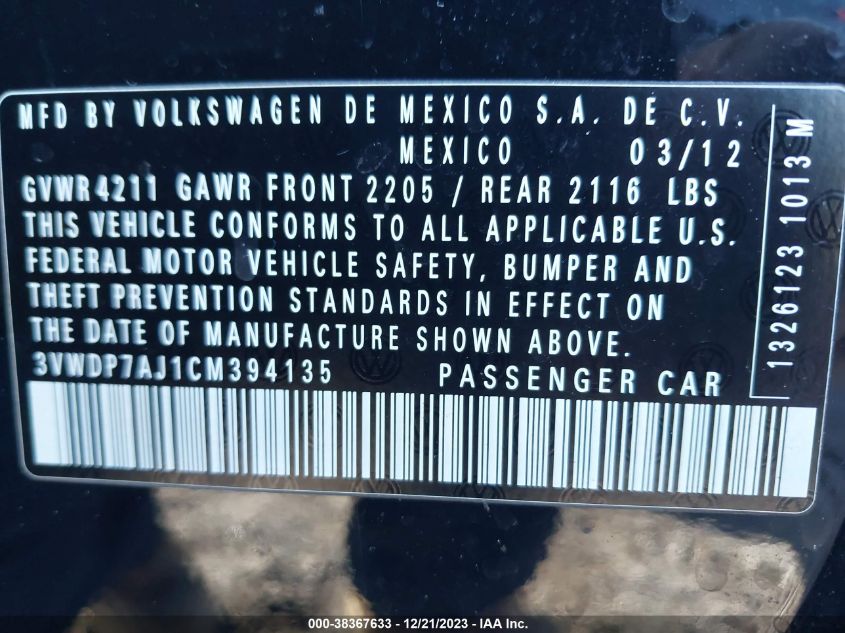 MFD BY VOLKSWAGEN DE MEXICO S.A. DE C.V.
MEXICO 03/12
GVWR 4211 GAWR FRONT 2205 / REAR 2116 LBS
THIS VEHICLE CONFORMS TO ALL APPLICABLE U.S.
FEDERAL MOTOR VEHICLE SAFETY, BUMPER AND
THEFT PREVENTION STANDARDS IN EFFECT ON
THE DATE OF MANUFACTURE SHOWN ABOVE.
3VWDP7AJ1CM394135 PASSENGER CAR
1326123 1013 M
000-38367633 - 12/21/2023 - IAA Inc.